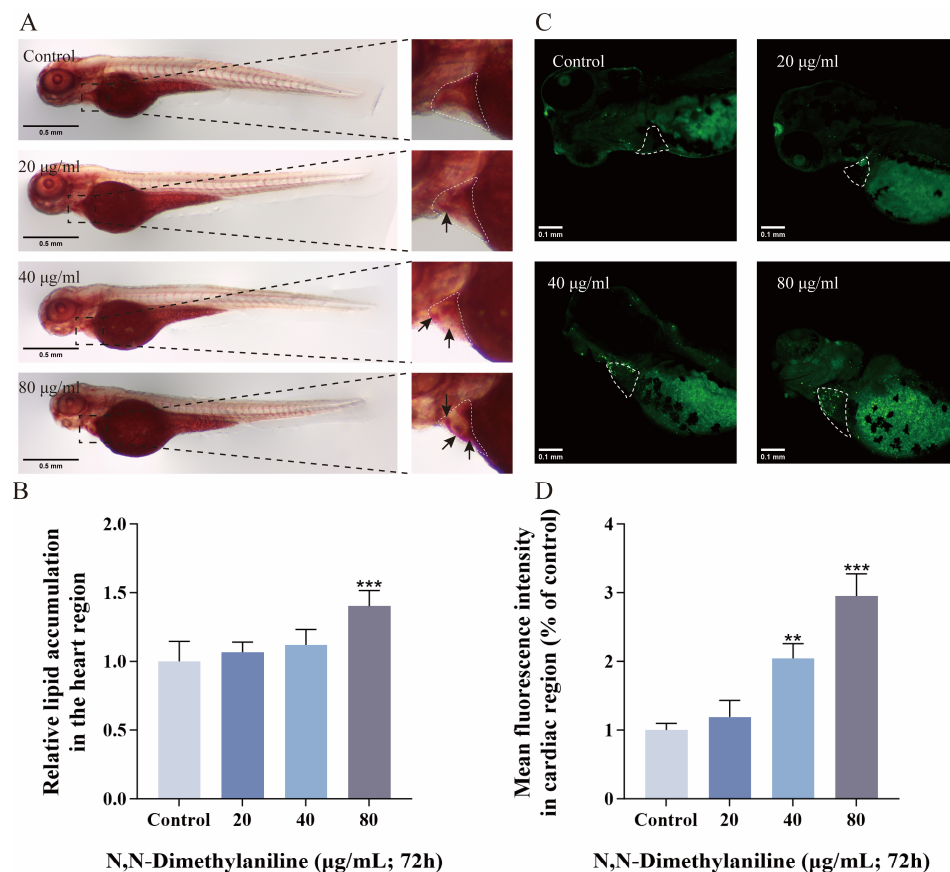 A
Control
0.5 mm
20 μg/ml
0.5 mm
40 μg/ml
0.5 mm
80 μg/ml
0.5 mm
C
Control
0.1 mm
20 μg/ml
0.1 mm
40 μg/ml
0.1 mm
80 μg/ml
0.1 mm
B
Relative lipid accumulation
in the heart region
2.0
1.5
1.0
0.5
0.0
***
Control 20 40 80
N,N-Dimethylaniline (μg/mL; 72h)
D
Mean fluorescence intensity
in cardiac region (% of control)
4
3
2
1
0
**
***
Control 20 40 80
N,N-Dimethylaniline (μg/mL; 72h)